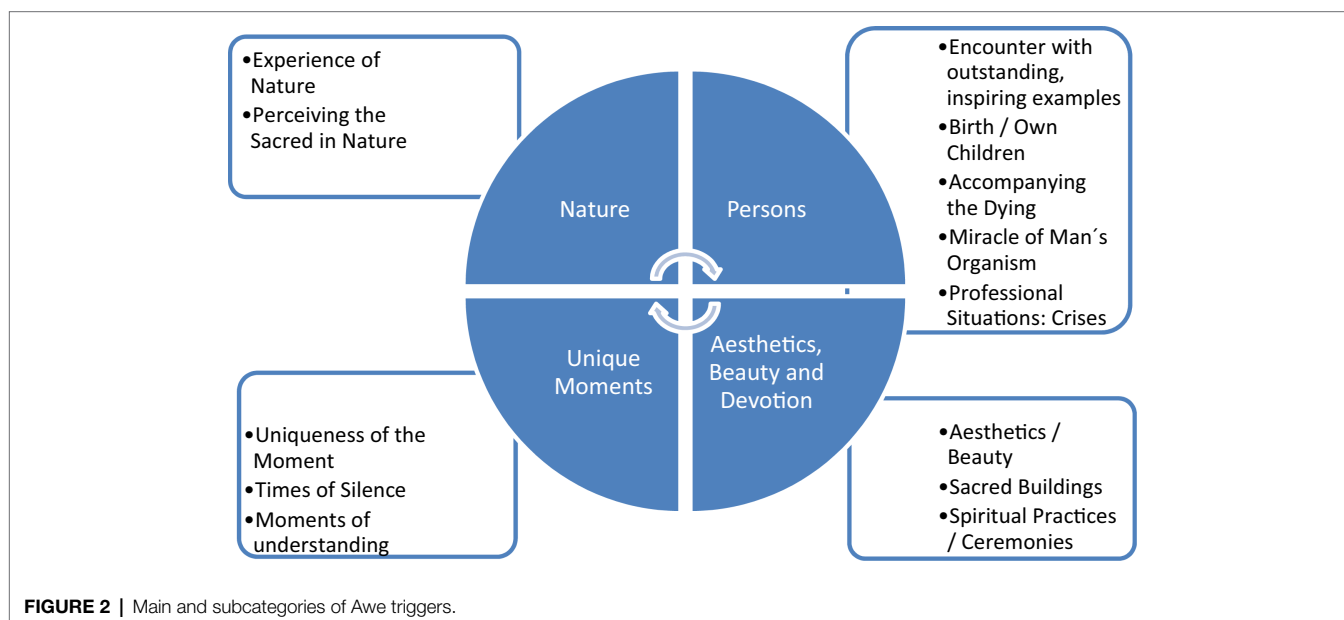 •Experience of
Nature
•Perceiving the
Sacred in Nature
Nature
Persons
•Encounter with
outstanding,
inspiring examples
•Birth / Own
Children
•Accompanying
the Dying
•Miracle of Man´s
Organism
•Professional
Situations: Crises
Unique
Moments
Aesthetics,
Beauty and
Devotion
•Uniqueness of the
Moment
•Times of Silence
•Moments of
understanding
•Aesthetics /
Beauty
•Sacred Buildings
•Spiritual Practices
/ Ceremonies
FIGURE 2 | Main and subcategories of Awe triggers.